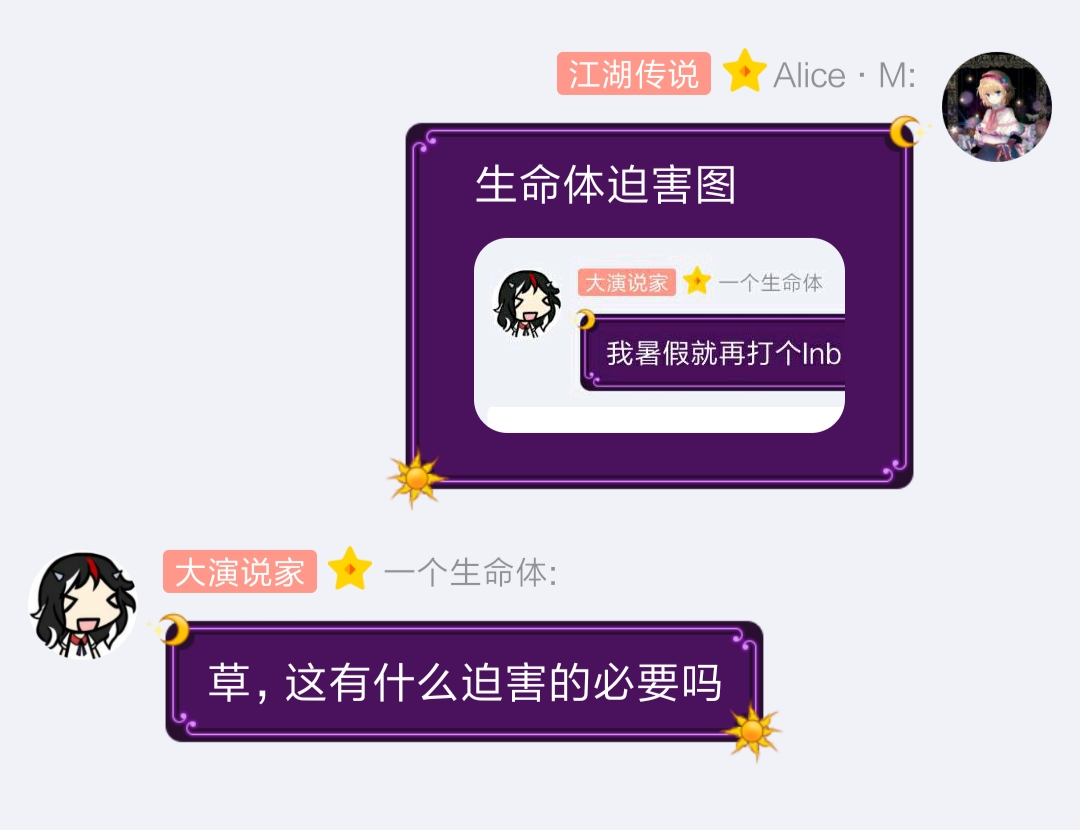 江湖传说 Alice · M:
生命体迫害图
大演说家 一个生命体
我暑假就再打个lnb
大演说家 一个生命体:
草, 这有什么迫害的必要吗